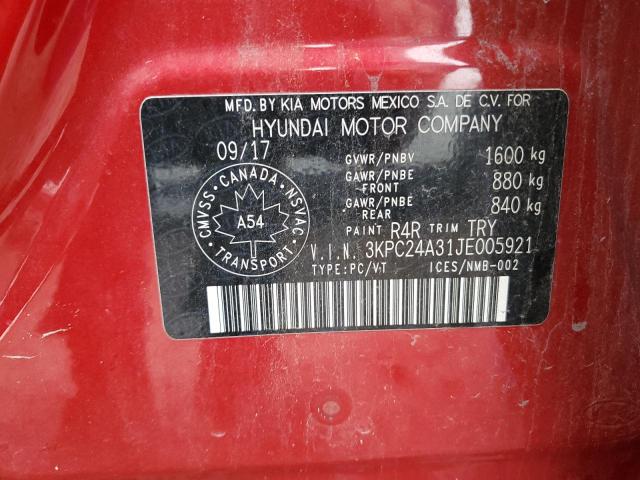 MFD. BY KIA MOTORS MEXICO S.A. DE C.V. FOR
HYUNDAI MOTOR COMPANY
09/17
GVWR/PNBV 1600 kg
GAWR/PNBE FRONT 880 kg
GAWR/PNBE REAR 840 kg
PAINT R4R TRIM TRY
V.I.N. 3KPC24A31JE005921
TYPE:PC/VT ICES/NMB-002
CMVSS · CANADA · NSVAC
TRANSPORT
A54